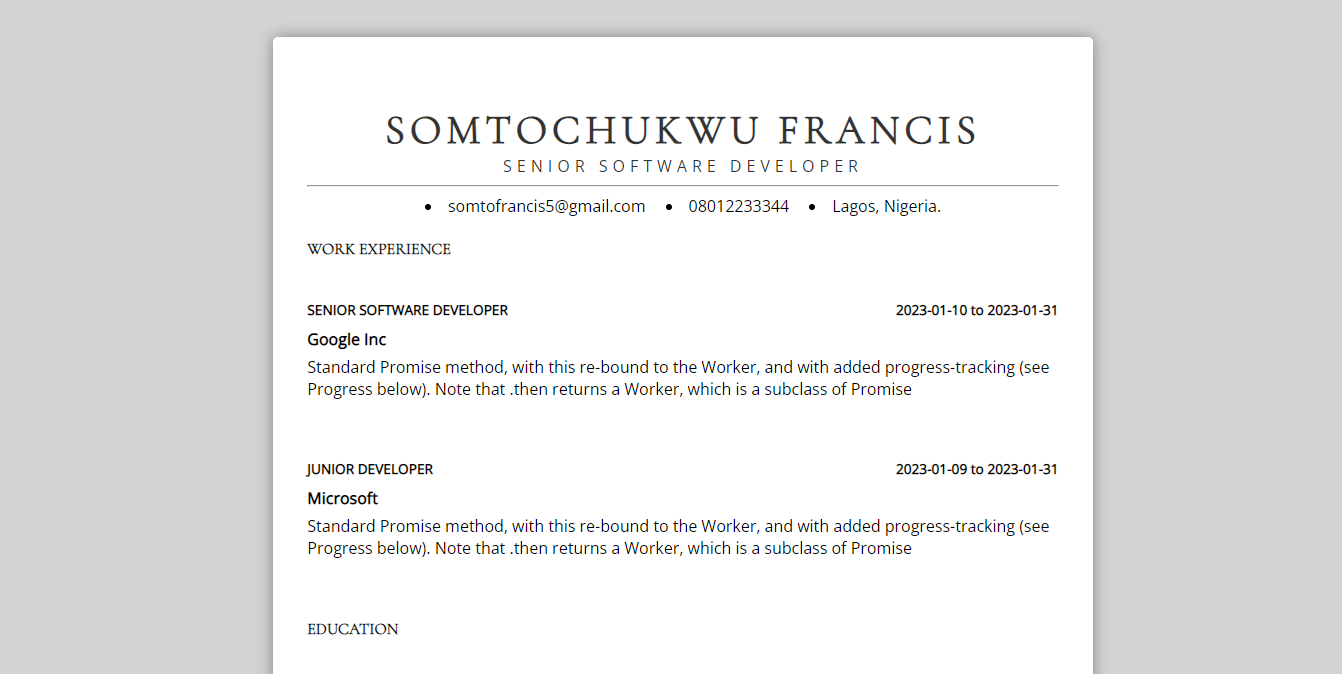 SOMTOCHUKWU FRANCIS
SENIOR SOFTWARE DEVELOPER
• somtofrancis5@gmail.com • 08012233344 • Lagos, Nigeria.
WORK EXPERIENCE
SENIOR SOFTWARE DEVELOPER 2023-01-10 to 2023-01-31
Google Inc
Standard Promise method, with this re-bound to the Worker, and with added progress-tracking (see
Progress below). Note that .then returns a Worker, which is a subclass of Promise
JUNIOR DEVELOPER 2023-01-09 to 2023-01-31
Microsoft
Standard Promise method, with this re-bound to the Worker, and with added progress-tracking (see
Progress below). Note that .then returns a Worker, which is a subclass of Promise
EDUCATION